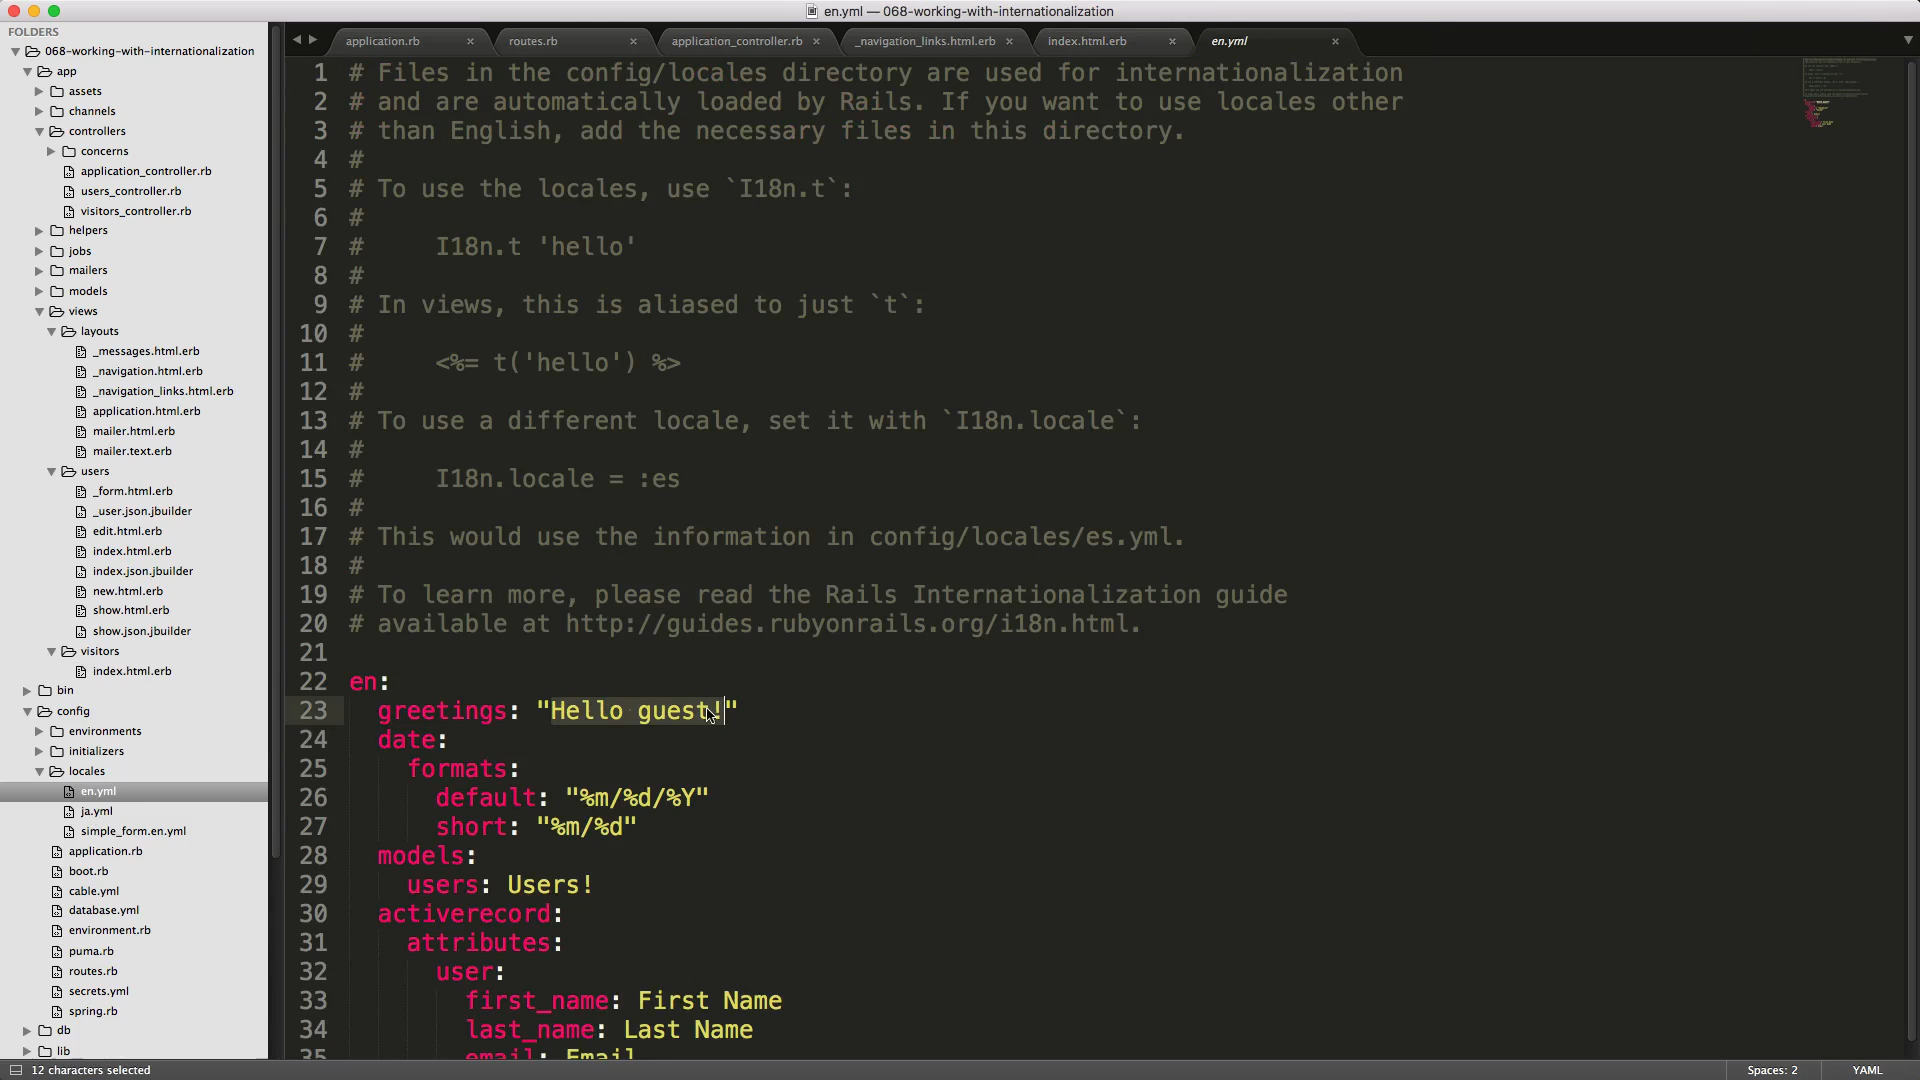 en.yml — 068-working-with-internationalization
FOLDERS
068-working-with-internationalization
app
assets
channels
controllers
concerns
application_controller.rb
users_controller.rb
visitors_controller.rb
helpers
jobs
mailers
models
views
layouts
_messages.html.erb
_navigation.html.erb
_navigation_links.html.erb
application.html.erb
mailer.html.erb
mailer.text.erb
users
_form.html.erb
_user.json.jbuilder
edit.html.erb
index.html.erb
index.json.jbuilder
new.html.erb
show.html.erb
show.json.jbuilder
visitors
index.html.erb
bin
config
environments
initializers
locales
en.yml
ja.yml
simple_form.en.yml
application.rb
boot.rb
cable.yml
database.yml
environment.rb
puma.rb
routes.rb
secrets.yml
spring.rb
db
lib
application.rb
routes.rb
application_controller.rb
_navigation_links.html.erb
index.html.erb
en.yml
1 # Files in the config/locales directory are used for internationalization
2 # and are automatically loaded by Rails. If you want to use locales other
3 # than English, add the necessary files in this directory.
4 #
5 # To use the locales, use `I18n.t`:
6 #
7 #     I18n.t 'hello'
8 #
9 # In views, this is aliased to just `t`:
10 #
11 #     <%= t('hello') %>
12 #
13 # To use a different locale, set it with `I18n.locale`:
14 #
15 #     I18n.locale = :es
16 #
17 # This would use the information in config/locales/es.yml.
18 #
19 # To learn more, please read the Rails Internationalization guide
20 # available at http://guides.rubyonrails.org/i18n.html.
21
22 en:
23   greetings: "Hello guest!"
24   date:
25     formats:
26       default: "%m/%d/%Y"
27       short: "%m/%d"
28   models:
29     users: Users!
30   activerecord:
31     attributes:
32       user:
33         first_name: First Name
34         last_name: Last Name
35         email: Email
12 characters selected
Spaces: 2
YAML